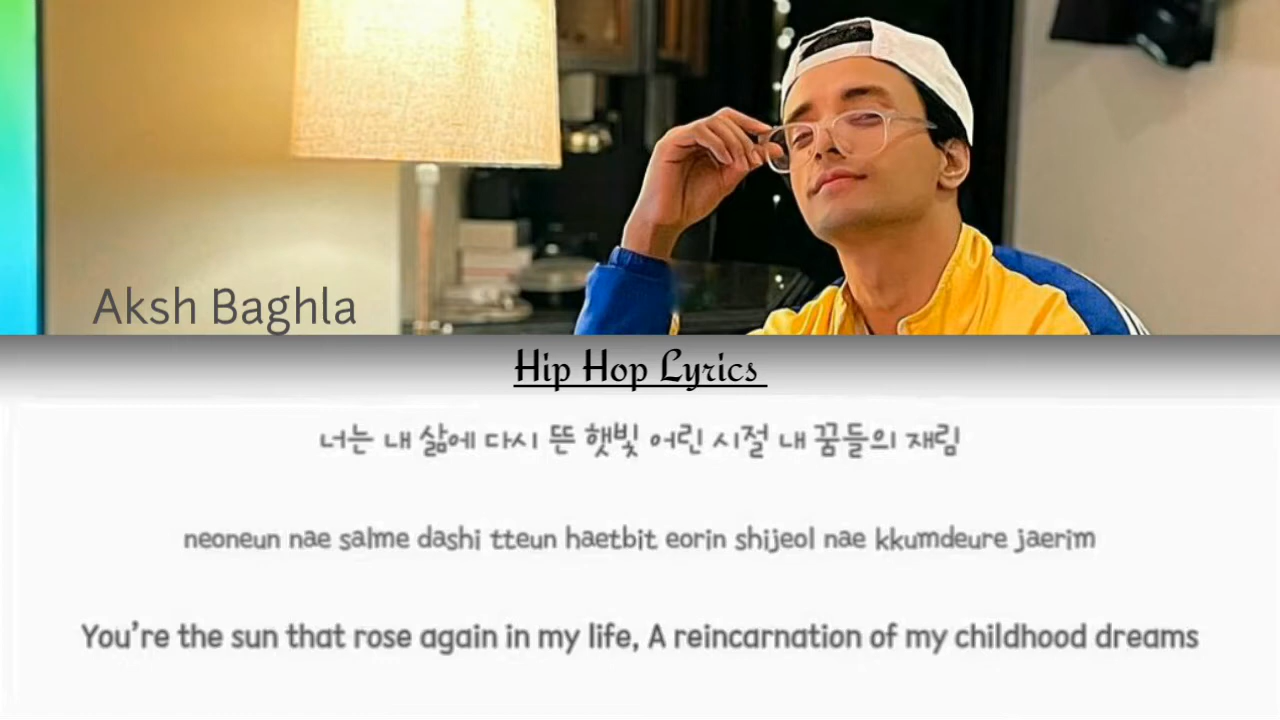 Aksh Baghla
Hip Hop Lyrics
너는 내 삶에 다시 뜬 햇빛 어린 시절 내 꿈들의 재림
neoneun nae salme dashi tteun haetbit eorin shijeol nae kkumdeure jaerim
You're the sun that rose again in my life, A reincarnation of my childhood dreams